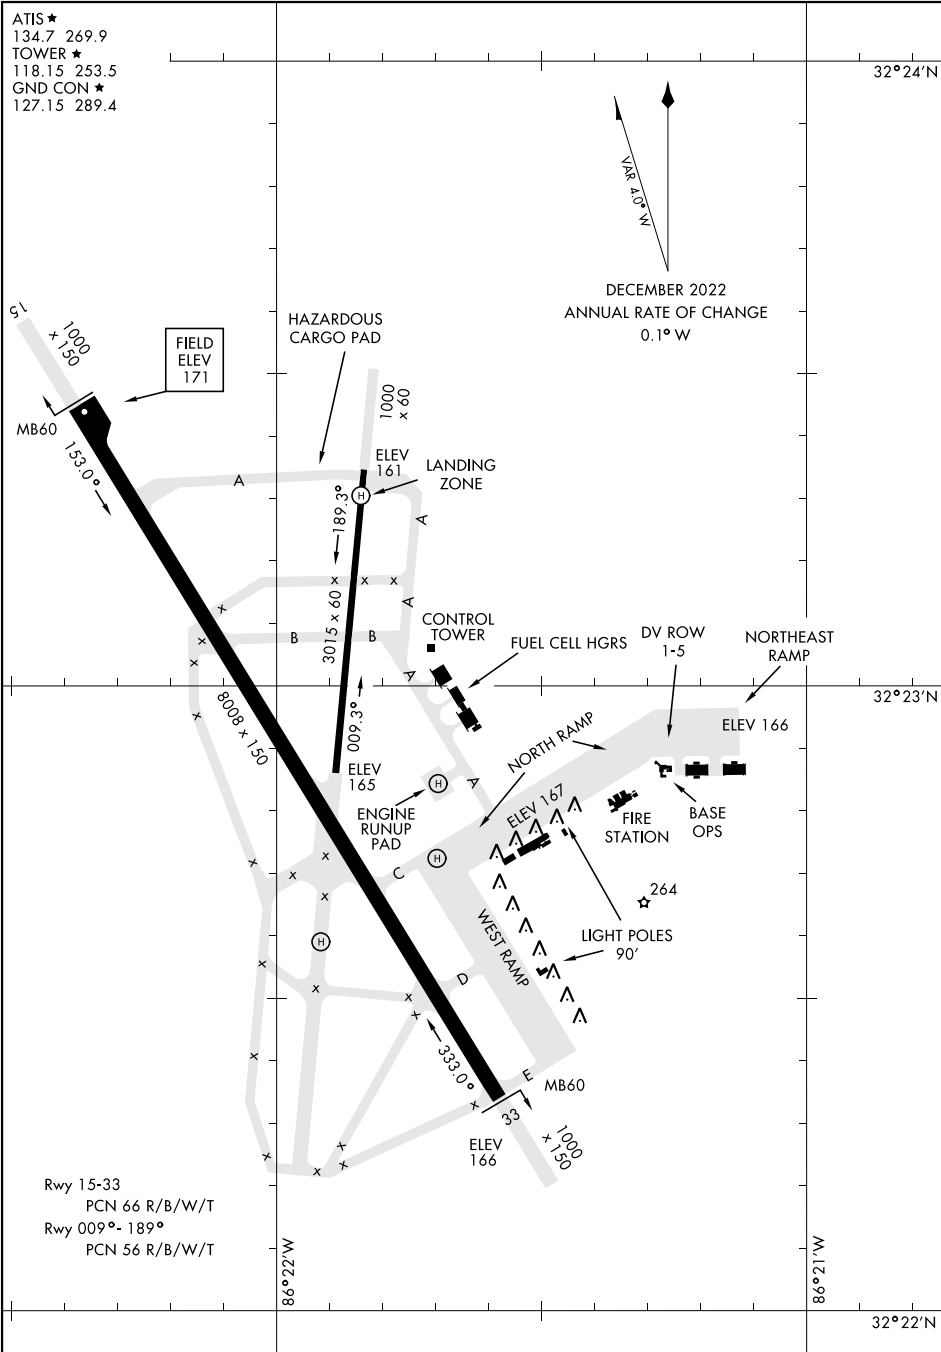 ATIS ★
134.7 269.9
TOWER ★
118.15 253.5
GND CON ★
127.15 289.4
32°24'N
VAR 4.0° W
DECEMBER 2022
ANNUAL RATE OF CHANGE
0.1° W
15
1000
x 150
FIELD
ELEV
171
HAZARDOUS
CARGO PAD
1000
x 60
MB60
153.0°
A
ELEV
161
LANDING
ZONE
H
189.3°
A
x
x
x
3015 x 60
A
x
x
B
B
CONTROL
TOWER
FUEL CELL HGRS
DV ROW
1-5
NORTHEAST
RAMP
x
A
32°23'N
x
8008 x 150
009.3°
ELEV 166
NORTH RAMP
ELEV
165
H
A
ENGINE
RUNUP
PAD
ELEV 167
FIRE
STATION
BASE
OPS
x
x
x
C
H
x
264
WEST RAMP
LIGHT POLES
90'
H
x
x
D
x
x
333.0°
x
E
MB60
x
33
1000
x 150
ELEV
166
x
x
x
x
Rwy 15-33
PCN 66 R/B/W/T
Rwy 009°- 189°
PCN 56 R/B/W/T
86°22'W
86°21'W
32°22'N